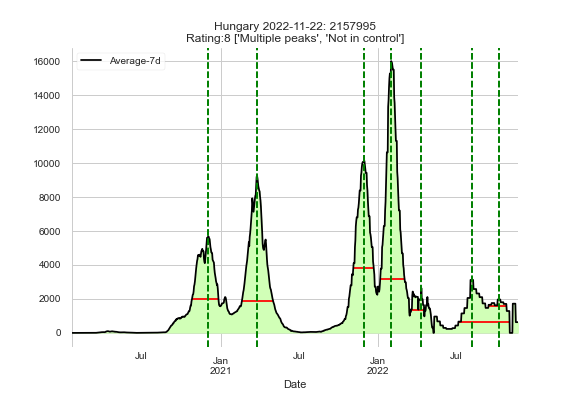 Hungary 2022-11-22: 2157995
Rating:8 ['Multiple peaks', 'Not in control']
Average-7d
16000
14000
12000
10000
8000
6000
4000
2000
0
Jul
Jan
2021
Jul
Jan
2022
Jul
Date